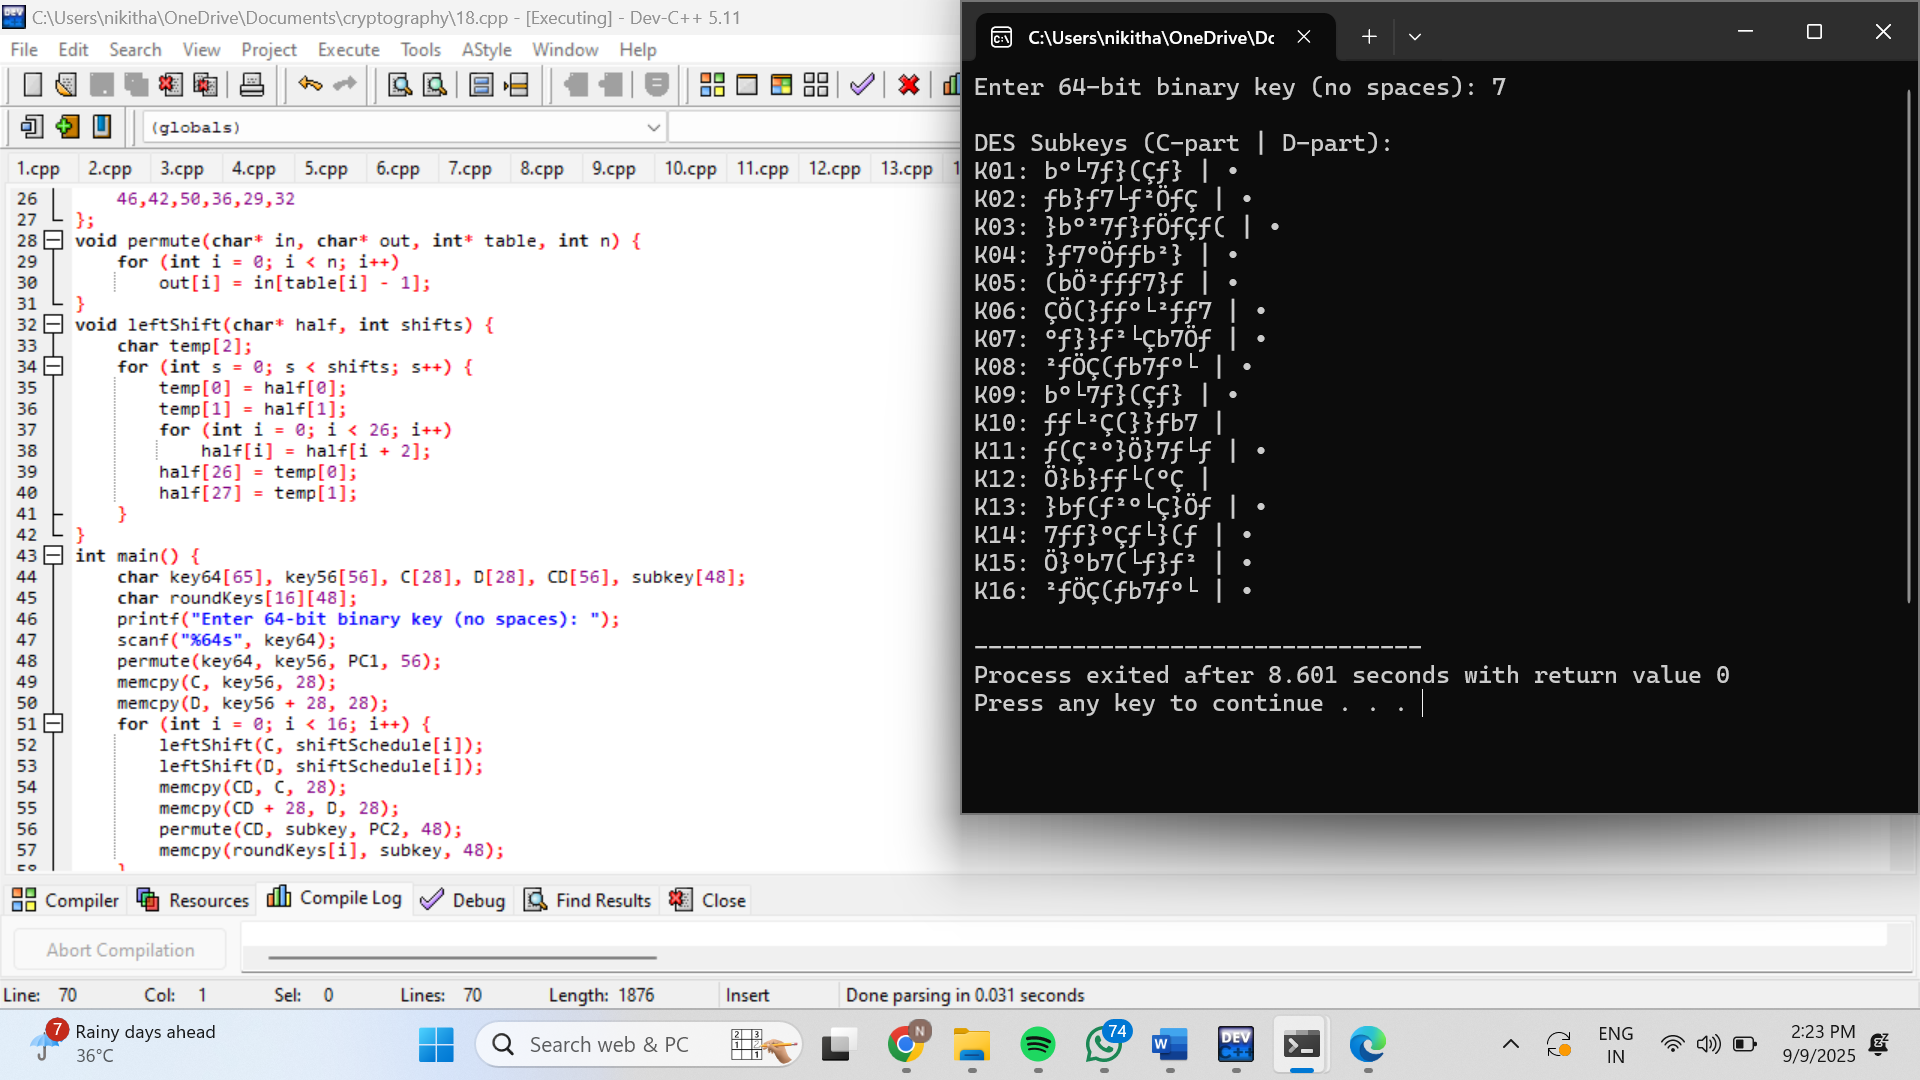 C:\Users\nikitha\OneDrive\Documents\cryptography\18.cpp - [Executing] - Dev-C++ 5.11
File Edit Search View Project Execute Tools AStyle Window Help
(globals)
1.cpp 2.cpp 3.cpp 4.cpp 5.cpp 6.cpp 7.cpp 8.cpp 9.cpp 10.cpp 11.cpp 12.cpp 13.cpp 1
26 46,42,50,36,29,32
27 };
28 void permute(char* in, char* out, int* table, int n) {
29 for (int i = 0; i < n; i++)
30 out[i] = in[table[i] - 1];
31 }
32 void leftShift(char* half, int shifts) {
33 char temp[2];
34 for (int s = 0; s < shifts; s++) {
35 temp[0] = half[0];
36 temp[1] = half[1];
37 for (int i = 0; i < 26; i++)
38 half[i] = half[i + 2];
39 half[26] = temp[0];
40 half[27] = temp[1];
41 }
42 }
43 int main() {
44 char key64[65], key56[56], C[28], D[28], CD[56], subkey[48];
45 char roundKeys[16][48];
46 printf("Enter 64-bit binary key (no spaces): ");
47 scanf("%64s", key64);
48 permute(key64, key56, PC1, 56);
49 memcpy(C, key56, 28);
50 memcpy(D, key56 + 28, 28);
51 for (int i = 0; i < 16; i++) {
52 leftShift(C, shiftSchedule[i]);
53 leftShift(D, shiftSchedule[i]);
54 memcpy(CD, C, 28);
55 memcpy(CD + 28, D, 28);
56 permute(CD, subkey, PC2, 48);
57 memcpy(roundKeys[i], subkey, 48);
58 }
Compiler Resources Compile Log Debug Find Results Close
Abort Compilation
Line: 70 Col: 1 Sel: 0 Lines: 70 Length: 1876 Insert Done parsing in 0.031 seconds
C:\Users\nikitha\OneDrive\Dc
Enter 64-bit binary key (no spaces): 7
DES Subkeys (C-part | D-part):
K01: bº└7ƒ}(Çƒ} | •
K02: ƒb}ƒ7└ƒ²ÖƒÇ | •
K03: }bº²7ƒ}ƒÖƒÇƒ( | •
K04: }ƒ7ºÖƒƒb²} | •
K05: (bÖ²ƒƒƒ7}ƒ | •
K06: ÇÖ(}ƒƒº└²ƒƒ7 | •
K07: ºƒ}}ƒ²└Çb7Öƒ | •
K08: ²ƒÖÇ(ƒb7ƒº└ | •
K09: bº└7ƒ}(Çƒ} | •
K10: ƒƒ└²Ç(}}ƒb7 |
K11: ƒ(Ç²º}Ö}7ƒ└ƒ | •
K12: Ö}b}ƒƒ└(ºÇ |
K13: }bƒ(ƒ²º└Ç}Öƒ | •
K14: 7ƒƒ}ºÇƒ└}(ƒ | •
K15: Ö}ºb7(└ƒ}ƒ² | •
K16: ²ƒÖÇ(ƒb7ƒº└ | •
--------------------------------
Process exited after 8.601 seconds with return value 0
Press any key to continue . . .
7
Rainy days ahead
36°C
Search web & PC
N
74
DEV C++
ENG
IN
2:23 PM
9/9/2025